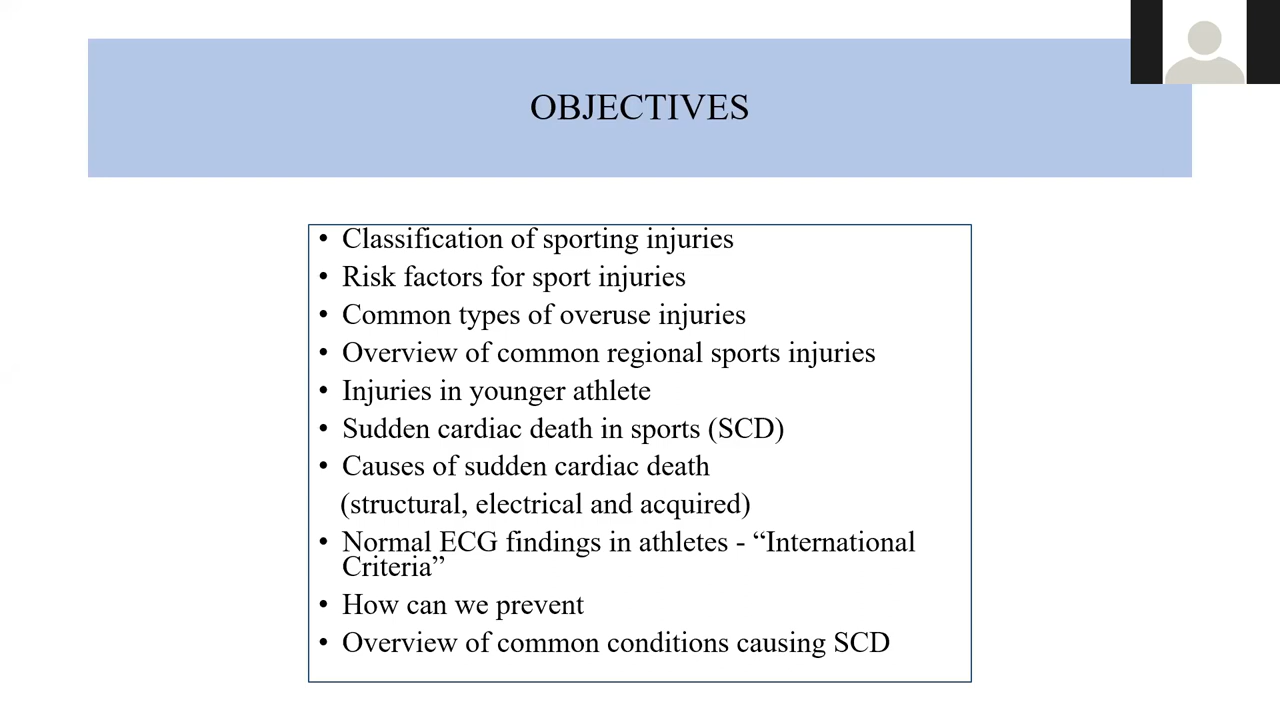 OBJECTIVES
• Classification of sporting injuries
• Risk factors for sport injuries
• Common types of overuse injuries
• Overview of common regional sports injuries
• Injuries in younger athlete
• Sudden cardiac death in sports (SCD)
• Causes of sudden cardiac death
(structural, electrical and acquired)
• Normal ECG findings in athletes - “International
Criteria”
• How can we prevent
• Overview of common conditions causing SCD